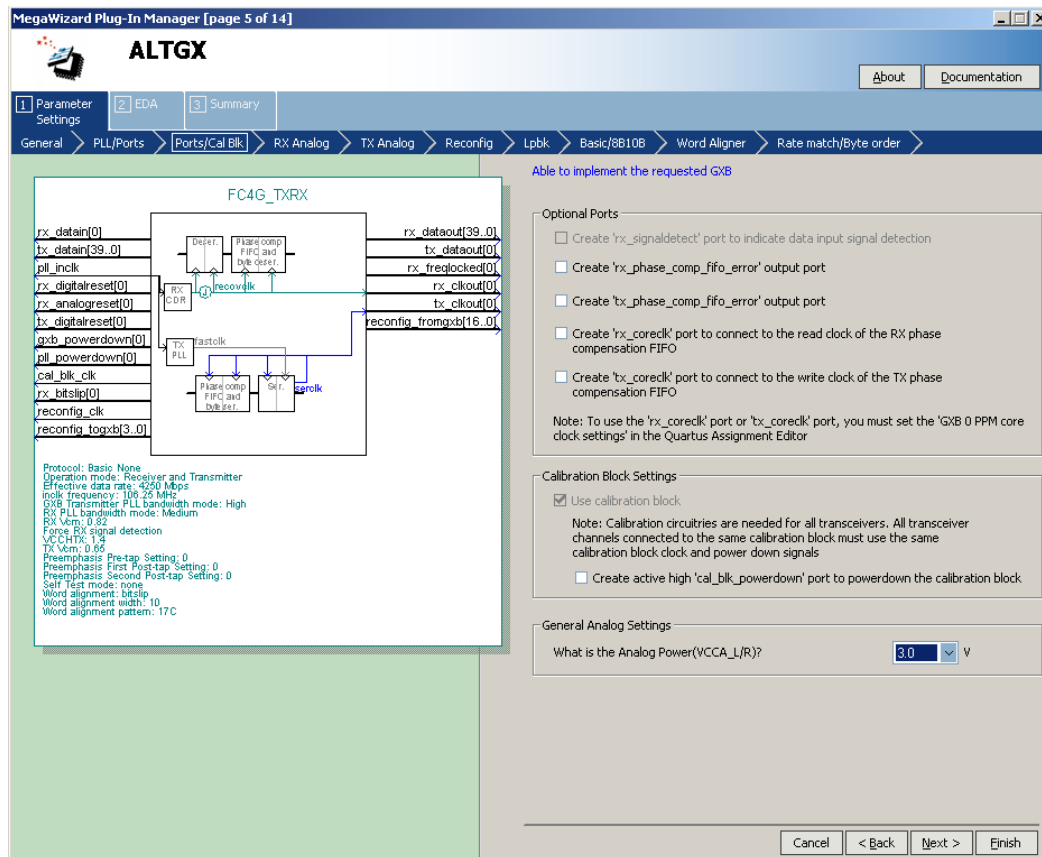 MegaWizard Plug-In Manager [page 5 of 14]
ALTGX
About
Documentation
1 Parameter Settings
2 EDA
3 Summary
General
PLL/Ports
Ports/Cal Blk
RX Analog
TX Analog
Reconfig
Lpbk
Basic/8B10B
Word Aligner
Rate match/Byte order
FC4G_TXRX
rx_datain[0]
tx_datain[39..0]
pll_inclk
rx_digitalreset[0]
rx_analogreset[0]
tx_digitalreset[0]
gxb_powerdown[0]
pll_powerdown[0]
cal_blk_clk
rx_bitslip[0]
reconfig_clk
reconfig_togxb[3..0]
Deser.
Phase comp
FIFO and
byte deser.
RX
CDR
recovclk
TX
PLL
fastclk
Phase comp
FIFO and
byte ser.
Ser.
serclk
rx_dataout[39..0]
tx_dataout[0]
rx_freqlocked[0]
rx_clkout[0]
tx_clkout[0]
reconfig_fromgxb[16..0]
Protocol: Basic None
Operation mode: Receiver and Transmitter
Effective data rate: 4250 Mbps
inclk frequency: 106.25 MHz
GXB Transmitter PLL bandwidth mode: High
RX PLL bandwidth mode: Medium
RX Vcm: 0.82
Force RX signal detection
VCCHTX: 1.4
TX Vcm: 0.65
Preemphasis Pre-tap Setting: 0
Preemphasis First Post-tap Setting: 0
Preemphasis Second Post-tap Setting: 0
Self Test mode: none
Word alignment: bitslip
Word alignment width: 10
Word alignment pattern: 17C
Able to implement the requested GXB
Optional Ports
Create 'rx_signaldetect' port to indicate data input signal detection
Create 'rx_phase_comp_fifo_error' output port
Create 'tx_phase_comp_fifo_error' output port
Create 'rx_coreclk' port to connect to the read clock of the RX phase
compensation FIFO
Create 'tx_coreclk' port to connect to the write clock of the TX phase
compensation FIFO
Note: To use the 'rx_coreclk' port or 'tx_coreclk' port, you must set the 'GXB 0 PPM core
clock settings' in the Quartus Assignment Editor
Calibration Block Settings
Use calibration block
Note: Calibration circuitries are needed for all transceivers. All transceiver
channels connected to the same calibration block must use the same
calibration block clock and power down signals
Create active high 'cal_blk_powerdown' port to powerdown the calibration block
General Analog Settings
What is the Analog Power(VCCA_L/R)?
3.0
V
Cancel
< Back
Next >
Finish